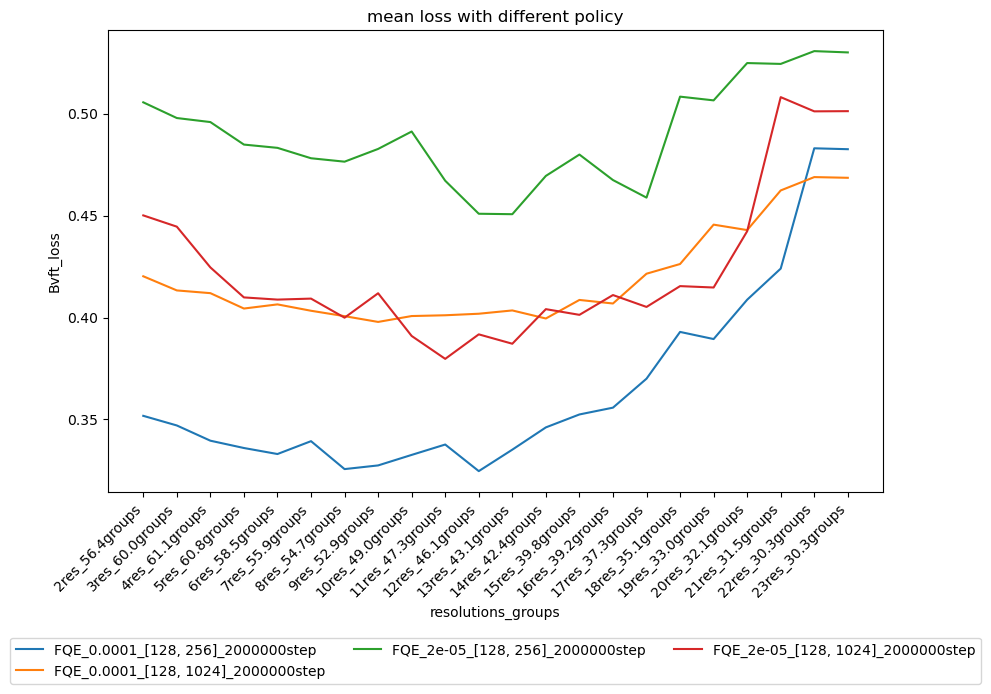 mean loss with different policy
0.50
0.45
0.40
0.35
Bvft_loss
2res_56.4groups
3res_60.0groups
4res_61.1groups
5res_60.8groups
6res_58.5groups
7res_55.9groups
8res_54.7groups
9res_52.9groups
10res_49.0groups
11res_47.3groups
12res_46.1groups
13res_43.1groups
14res_42.4groups
15res_39.8groups
16res_39.2groups
17res_37.3groups
18res_35.1groups
19res_33.0groups
20res_32.1groups
21res_31.5groups
22res_30.3groups
23res_30.3groups
resolutions_groups
FQE_0.0001_[128, 256]_2000000step
FQE_0.0001_[128, 1024]_2000000step
FQE_2e-05_[128, 256]_2000000step
FQE_2e-05_[128, 1024]_2000000step